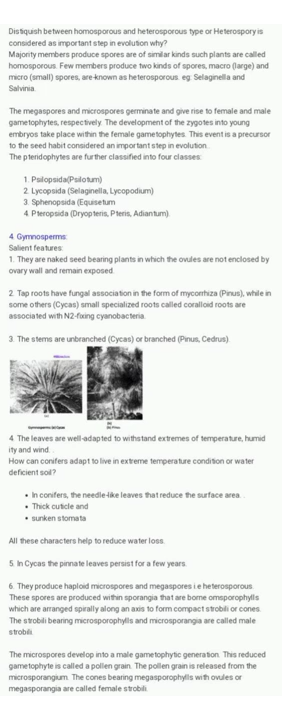 Distiquish between homosporous and heterosporous type or Heterospory is
considered as important step in evolution why?
Majority members produce spores are of similar kinds such plants are called
homosporous. Few members produce two kinds of spores, macro (large) and
micro (small) spores, are-known as heterosporous. eg: Selaginella and
Salvinia.
The megaspores and microspores germinate and give rise to female and male
gametophytes, respectively. The development of the zygotes into young
embryos take place within the female gametophytes. This event is a precursor
to the seed habit considered an important step in evolution.
The pteridophytes are further classified into four classes:
1. Psilopsida(Psilotum)
2. Lycopsida (Selaginella, Lycopodium)
3. Sphenopsida (Equisetum
4. Pteropsida (Dryopteris, Pteris, Adiantum).
4. Gymnosperms:
Salient features:
1. They are naked seed bearing plants in which the ovules are not enclosed by
ovary wall and remain exposed.
2. Tap roots have fungal association in the form of mycorrhiza (Pinus), while in
some others (Cycas) small specialized roots called coralloid roots are
associated with N2-fixing cyanobacteria.
3. The stems are unbranched (Cycas) or branched (Pinus, Cedrus).
4. The leaves are well-adapted to withstand extremes of temperature, humid
ity and wind. .
How can conifers adapt to live in extreme temperature condition or water
deficient soil?
• In conifers, the needle-like leaves that reduce the surface area. .
• Thick cuticle and
• sunken stomata
All these characters help to reduce water loss.
5. In Cycas the pinnate leaves persist for a few years.
6. They produce haploid microspores and megaspores i.e heterosporous.
These spores are produced within sporangia that are borne omsporophylls
which are arranged spirally along an axis to form compact strobili or cones.
The strobili bearing microsporophylls and microsporangia are called male
strobili.
The microspores develop into a male gametophytic generation. This reduced
gametophyte is called a pollen grain. The pollen grain is released from the
microsporangium. The cones bearing megasporophylls with ovules or
megasporangia are called female strobili.